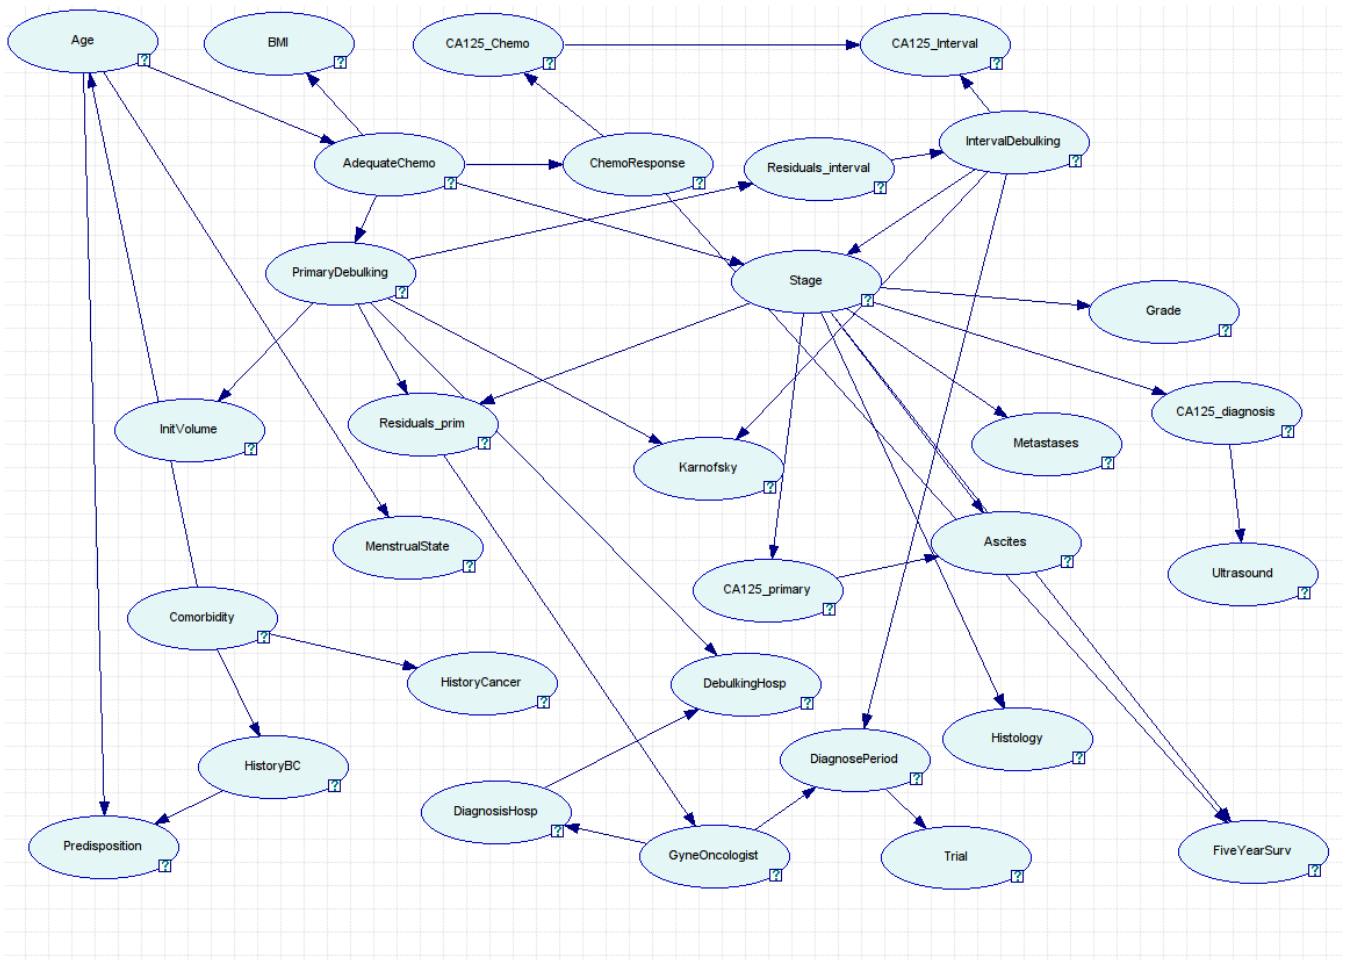 Age
?
BMI
?
CA125_Chemo
?
CA125_Interval
?
AdequateChemo
?
ChemoResponse
?
Residuals_interval
?
IntervalDebulking
?
PrimaryDebulking
?
Stage
?
Grade
?
InitVolume
?
Residuals_prim
?
Karnofsky
?
Metastases
?
CA125_diagnosis
?
MenstrualState
?
CA125_primary
?
Ascites
?
Ultrasound
?
Comorbidity
?
HistoryCancer
?
DebulkingHosp
?
Histology
?
HistoryBC
?
DiagnosePeriod
?
DiagnosisHosp
?
Predisposition
?
GyneOncologist
?
Trial
?
FiveYearSurv
?